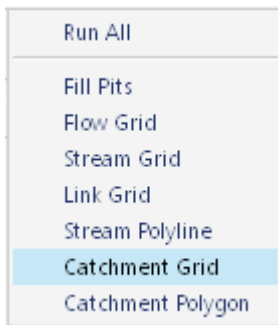 Run All
Fill Pits
Flow Grid
Stream Grid
Link Grid
Stream Polyline
Catchment Grid
Catchment Polygon